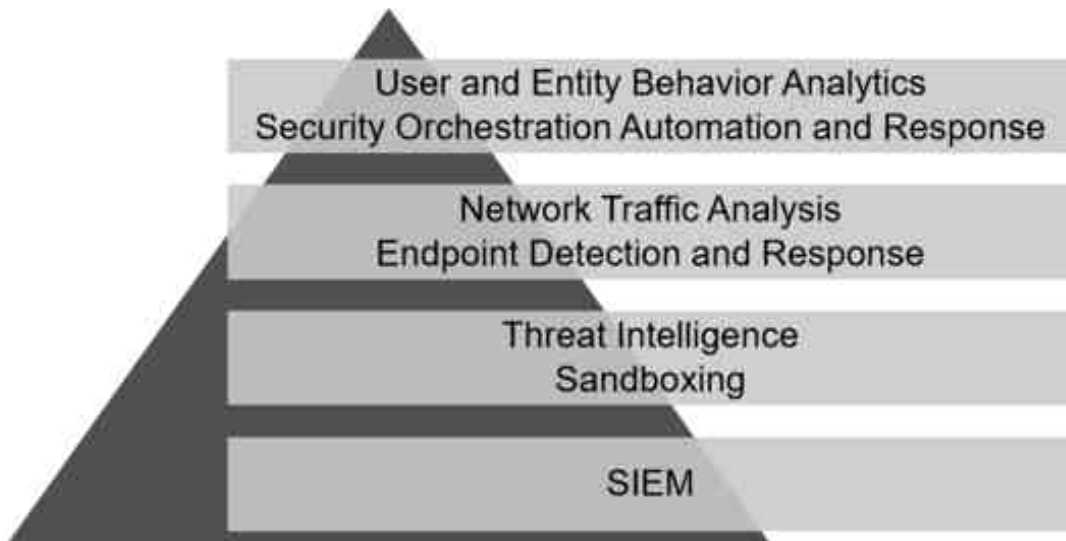 User and Entity Behavior Analytics
Security Orchestration Automation and Response
Network Traffic Analysis
Endpoint Detection and Response
Threat Intelligence
Sandboxing
SIEM